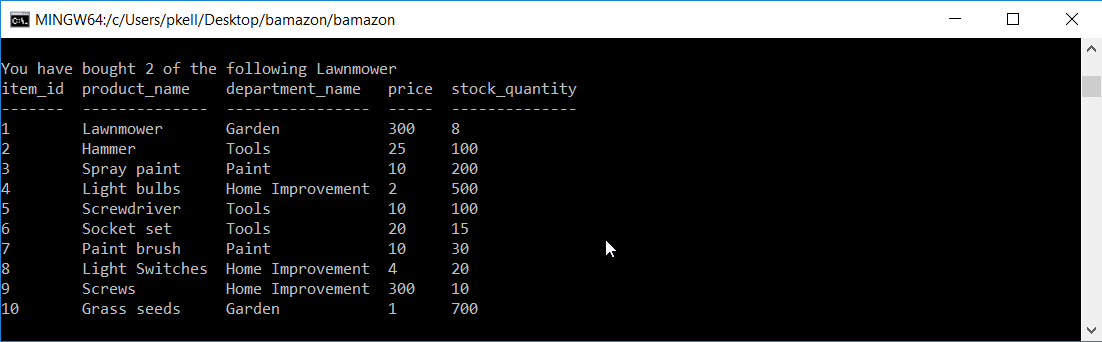 MINGW64:/c/Users/pkell/Desktop/bamazon/bamazon
You have bought 2 of the following Lawnmower
item_id  product_name    department_name   price  stock_quantity
-------  --------------  ----------------  -----  --------------
1        Lawnmower       Garden            300    8
2        Hammer          Tools             25     100
3        Spray paint     Paint             10     200
4        Light bulbs     Home Improvement  2      500
5        Screwdriver     Tools             10     100
6        Socket set      Tools             20     15
7        Paint brush     Paint             10     30
8        Light Switches  Home Improvement  4      20
9        Screws          Home Improvement  300    10
10       Grass seeds     Garden            1      700